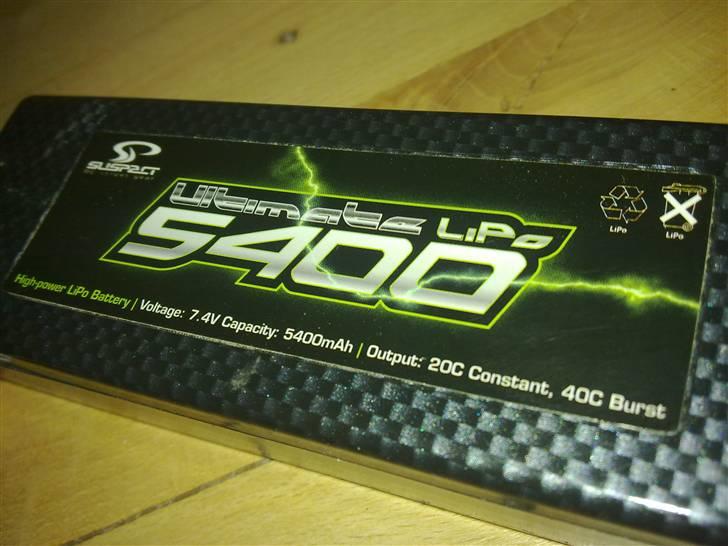 SUSPECT
Ultimate LiPo
5400
LiPo
LiPo
High-power LiPo Battery | Voltage: 7.4V Capacity: 5400mAh | Output: 20C Constant, 40C Burst